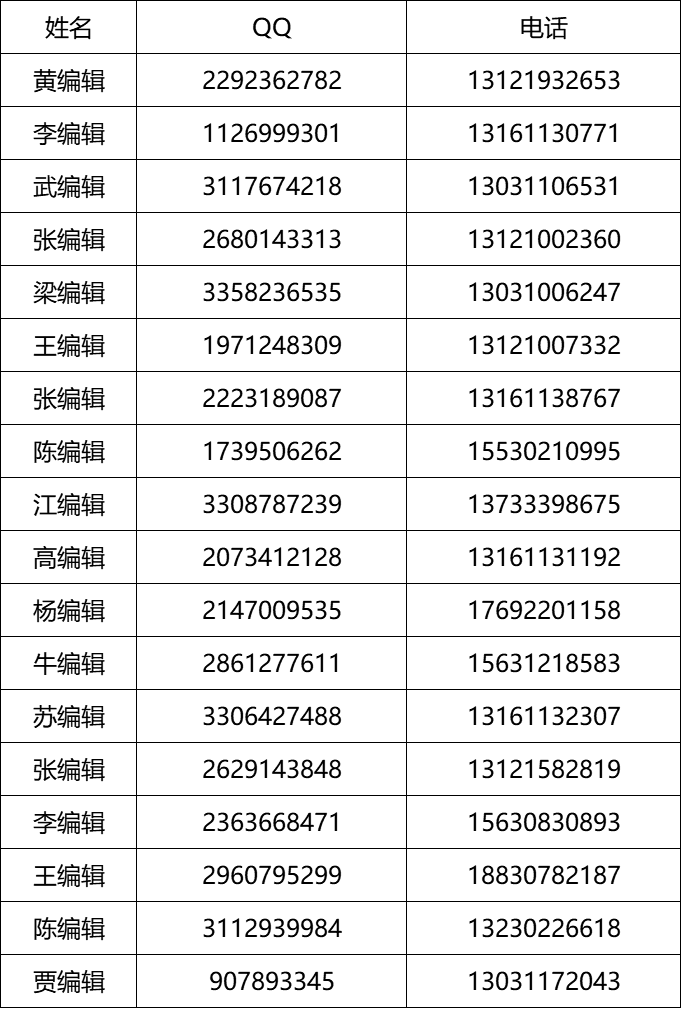 姓名 QQ 电话
黄编辑 2292362782 13121932653
李编辑 1126999301 13161130771
武编辑 3117674218 13031106531
张编辑 2680143313 13121002360
梁编辑 3358236535 13031006247
王编辑 1971248309 13121007332
张编辑 2223189087 13161138767
陈编辑 1739506262 15530210995
江编辑 3308787239 13733398675
高编辑 2073412128 13161131192
杨编辑 2147009535 17692201158
牛编辑 2861277611 15631218583
苏编辑 3306427488 13161132307
张编辑 2629143848 13121582819
李编辑 2363668471 15630830893
王编辑 2960795299 18830782187
陈编辑 3112939984 13230226618
贾编辑 907893345 13031172043